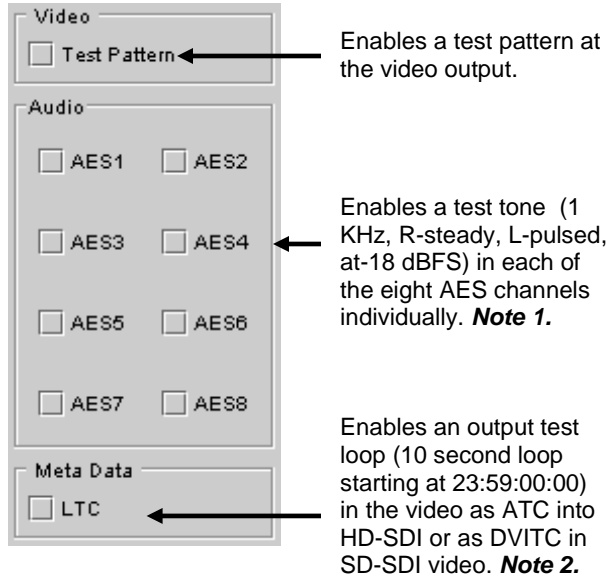 Video
Test Pattern
Enables a test pattern at
the video output.
Audio
AES1 AES2
AES3 AES4
AES5 AES6
AES7 AES8
Enables a test tone (1
KHz, R-steady, L-pulsed,
at-18 dBFS) in each of
the eight AES channels
individually. Note 1.
Meta Data
LTC
Enables an output test
loop (10 second loop
starting at 23:59:00:00)
in the video as ATC into
HD-SDI or as DVITC in
SD-SDI video. Note 2.